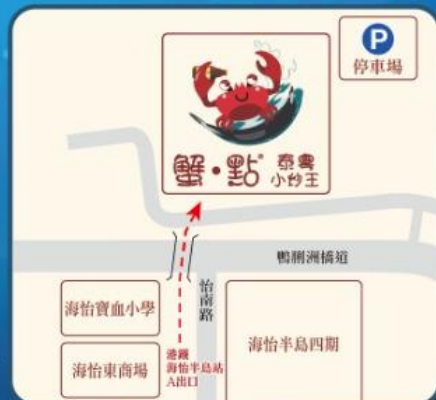 P
停車場
蟹·點 泰粵
小炒王
鴨脷洲橋道
怡南路
海怡寶血小學
海怡東商場
港鐵
海怡半島站
A出口
海怡半島四期